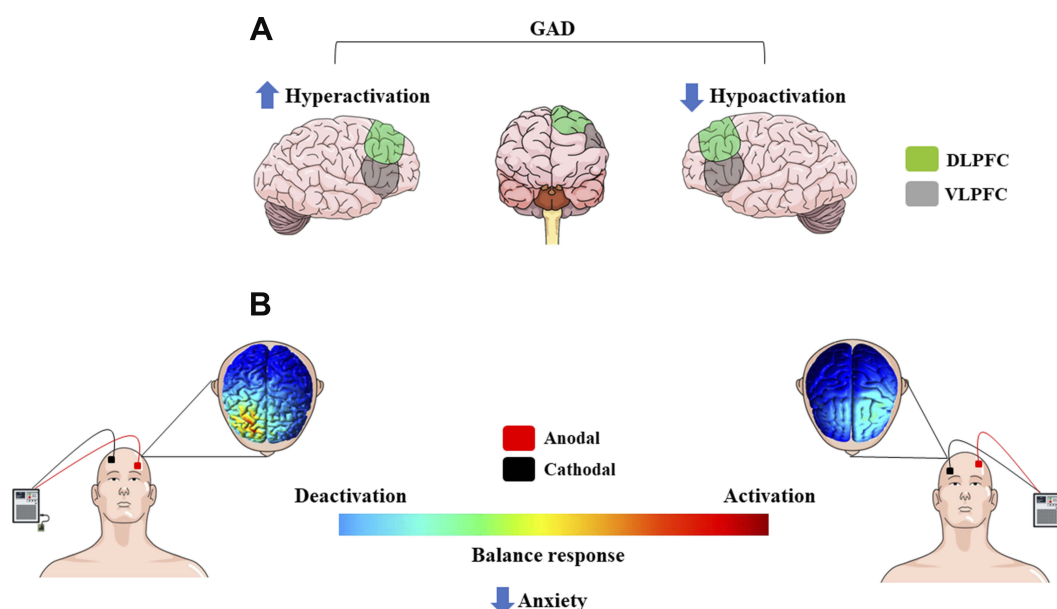 A
GAD
Hyperactivation
Hypoactivation
DLPFC
VLPFC
B
Anodal
Cathodal
Deactivation
Activation
Balance response
Anxiety